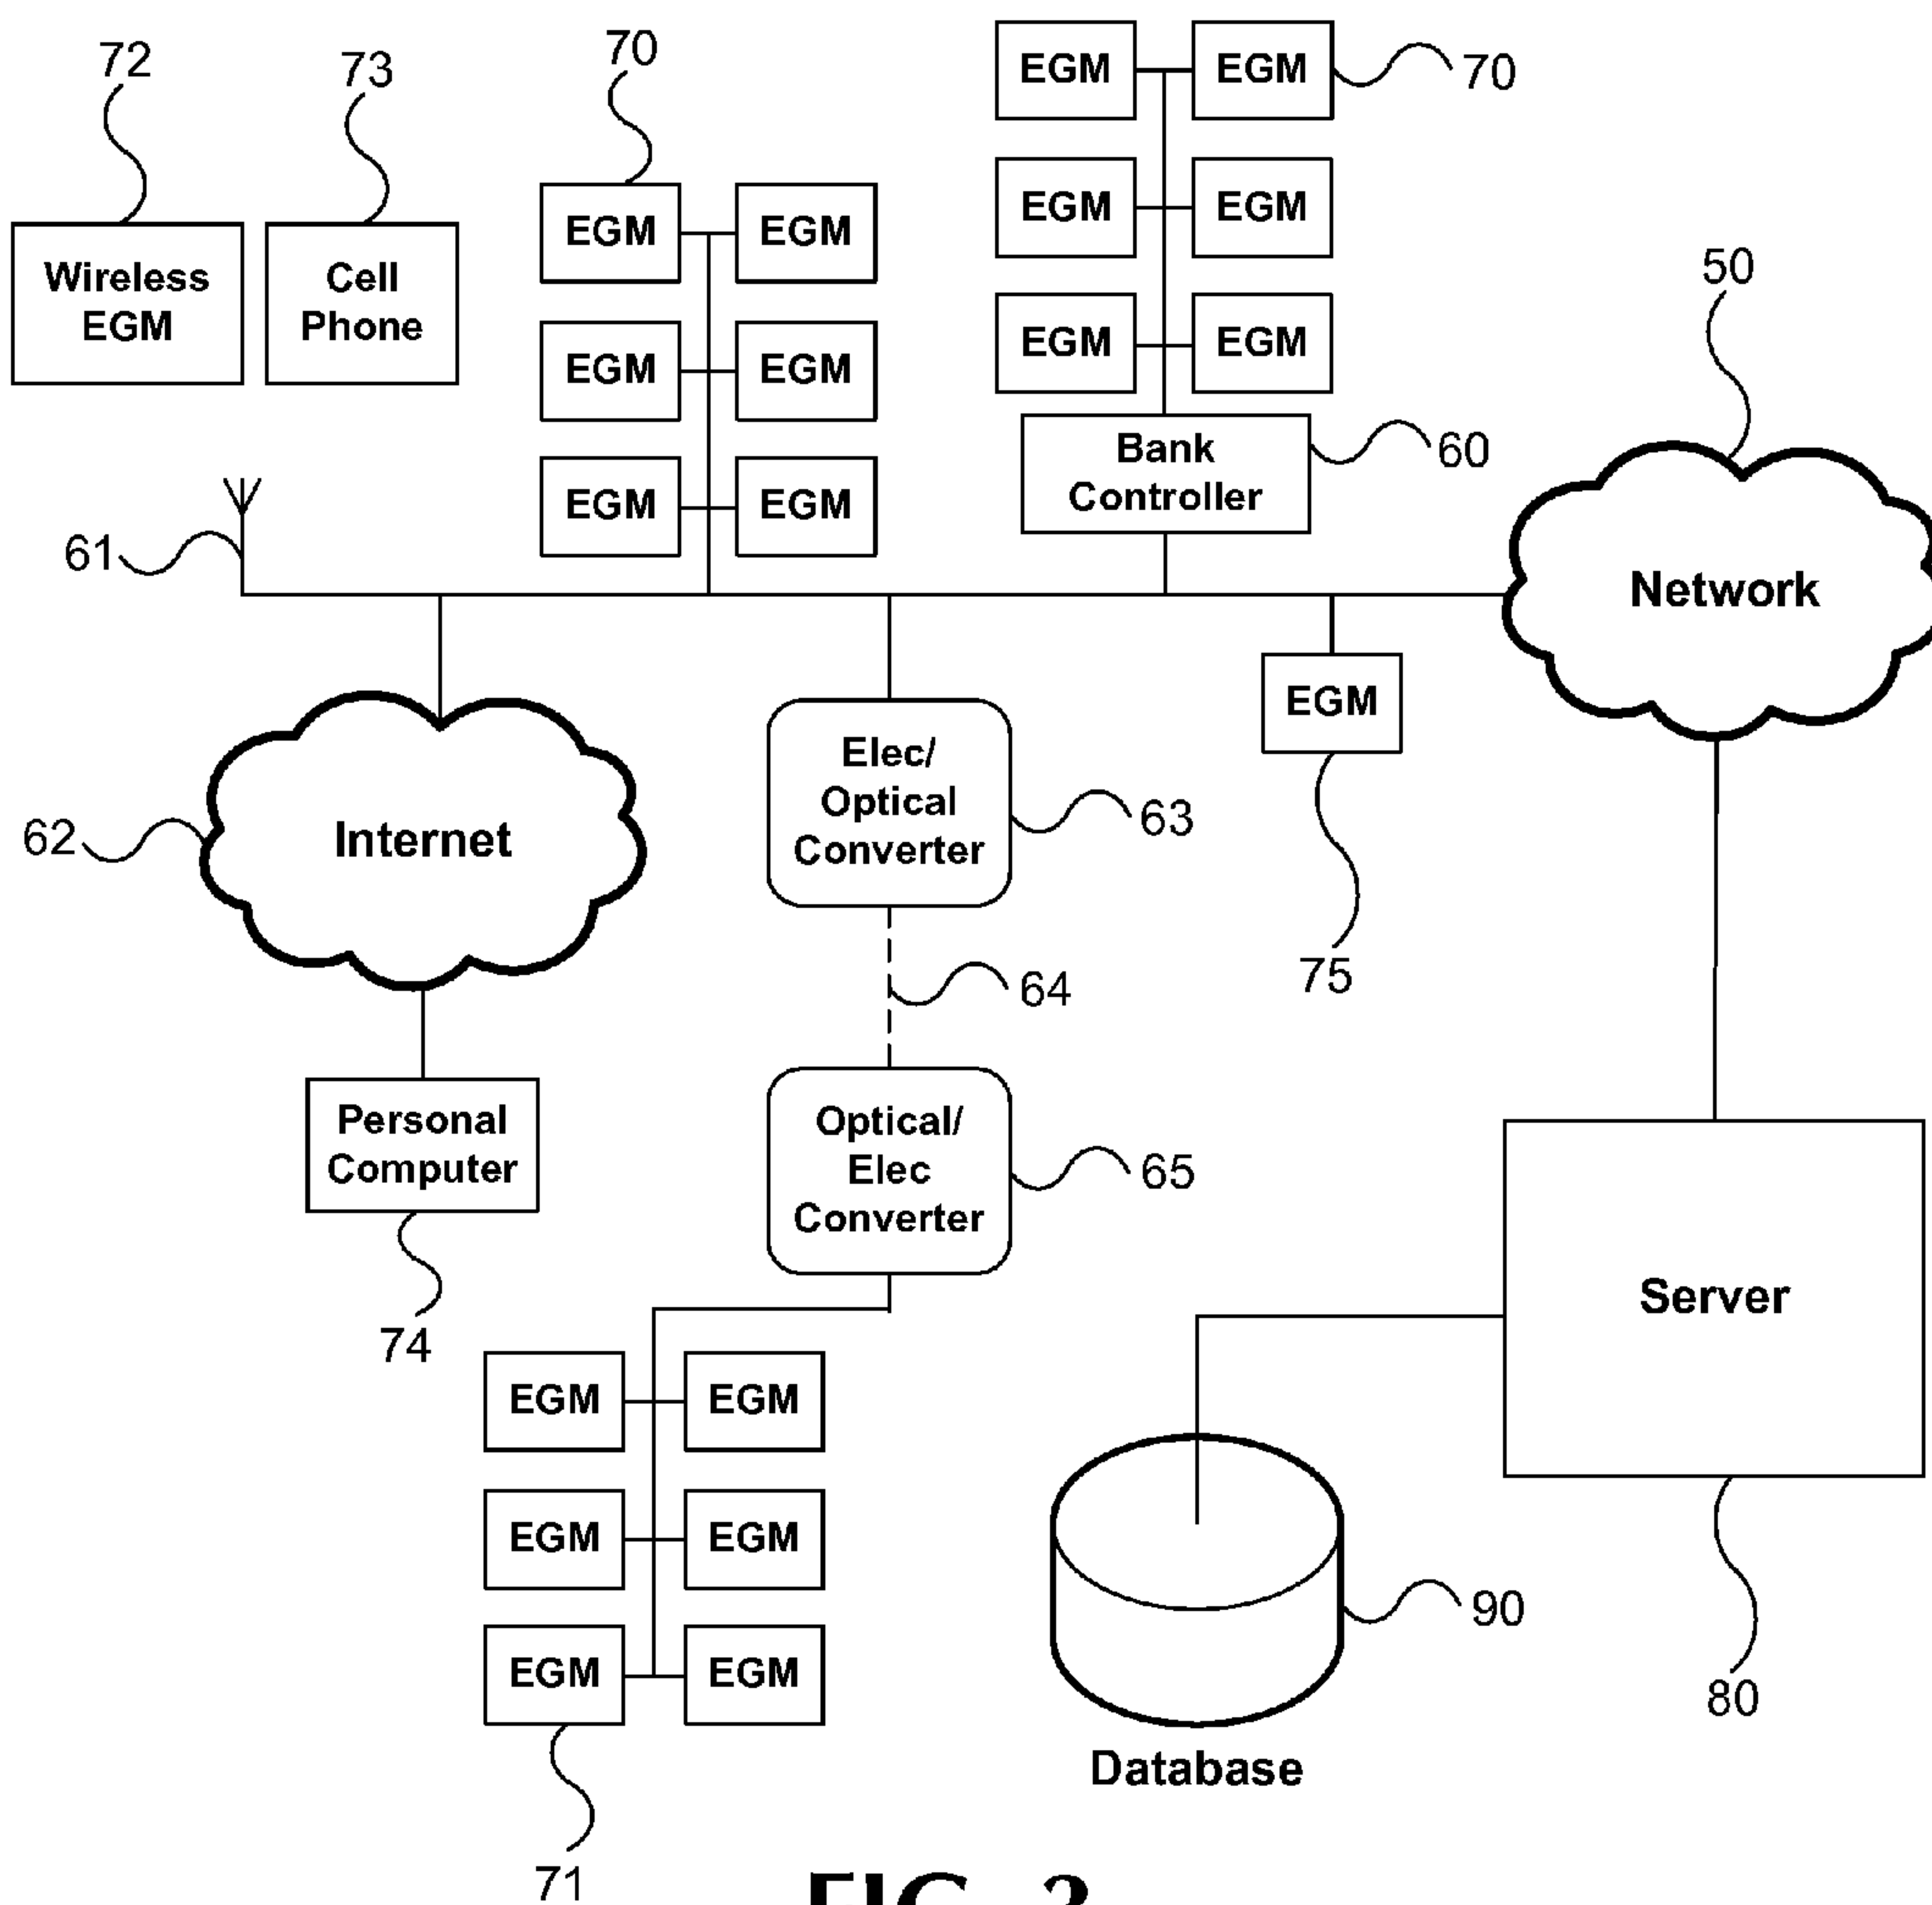 72
73
70
EGM
EGM
70
Wireless
EGM
Cell
Phone
EGM
EGM
EGM
EGM
EGM
EGM
EGM
EGM
EGM
EGM
50
Bank
Controller
60
61
Network
EGM
75
Internet
62
Elec/
Optical
Converter
63
64
Personal
Computer
74
Optical/
Elec
Converter
65
Server
80
EGM
EGM
EGM
EGM
EGM
EGM
71
90
Database